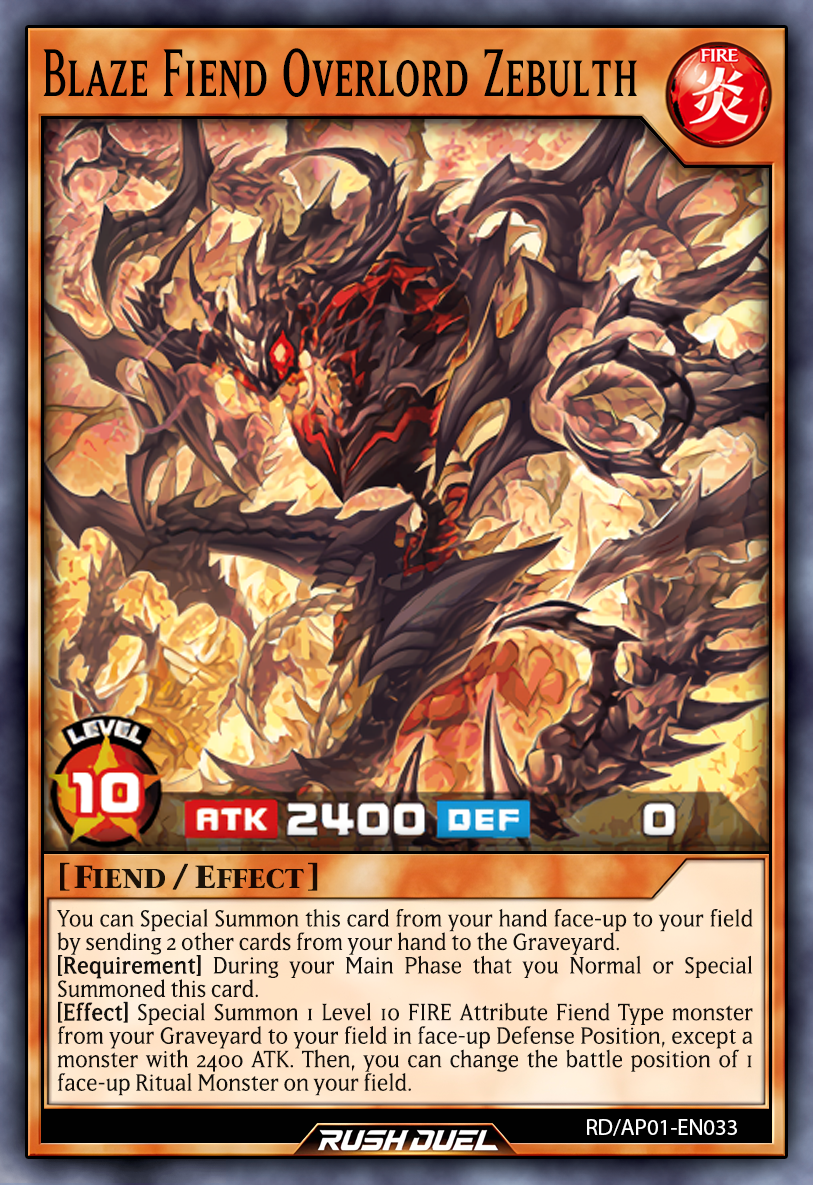 Blaze Fiend Overlord Zebulth
FIRE
炎
LEVEL
10
ATK 2400 DEF 0
[Fiend / Effect]
You can Special Summon this card from your hand face-up to your field
by sending 2 other cards from your hand to the Graveyard.
[Requirement] During your Main Phase that you Normal or Special
Summoned this card.
[Effect] Special Summon 1 Level 10 FIRE Attribute Fiend Type monster
from your Graveyard to your field in face-up Defense Position, except a
monster with 2400 ATK. Then, you can change the battle position of 1
face-up Ritual Monster on your field.
RUSH DUEL
RD/AP01-EN033